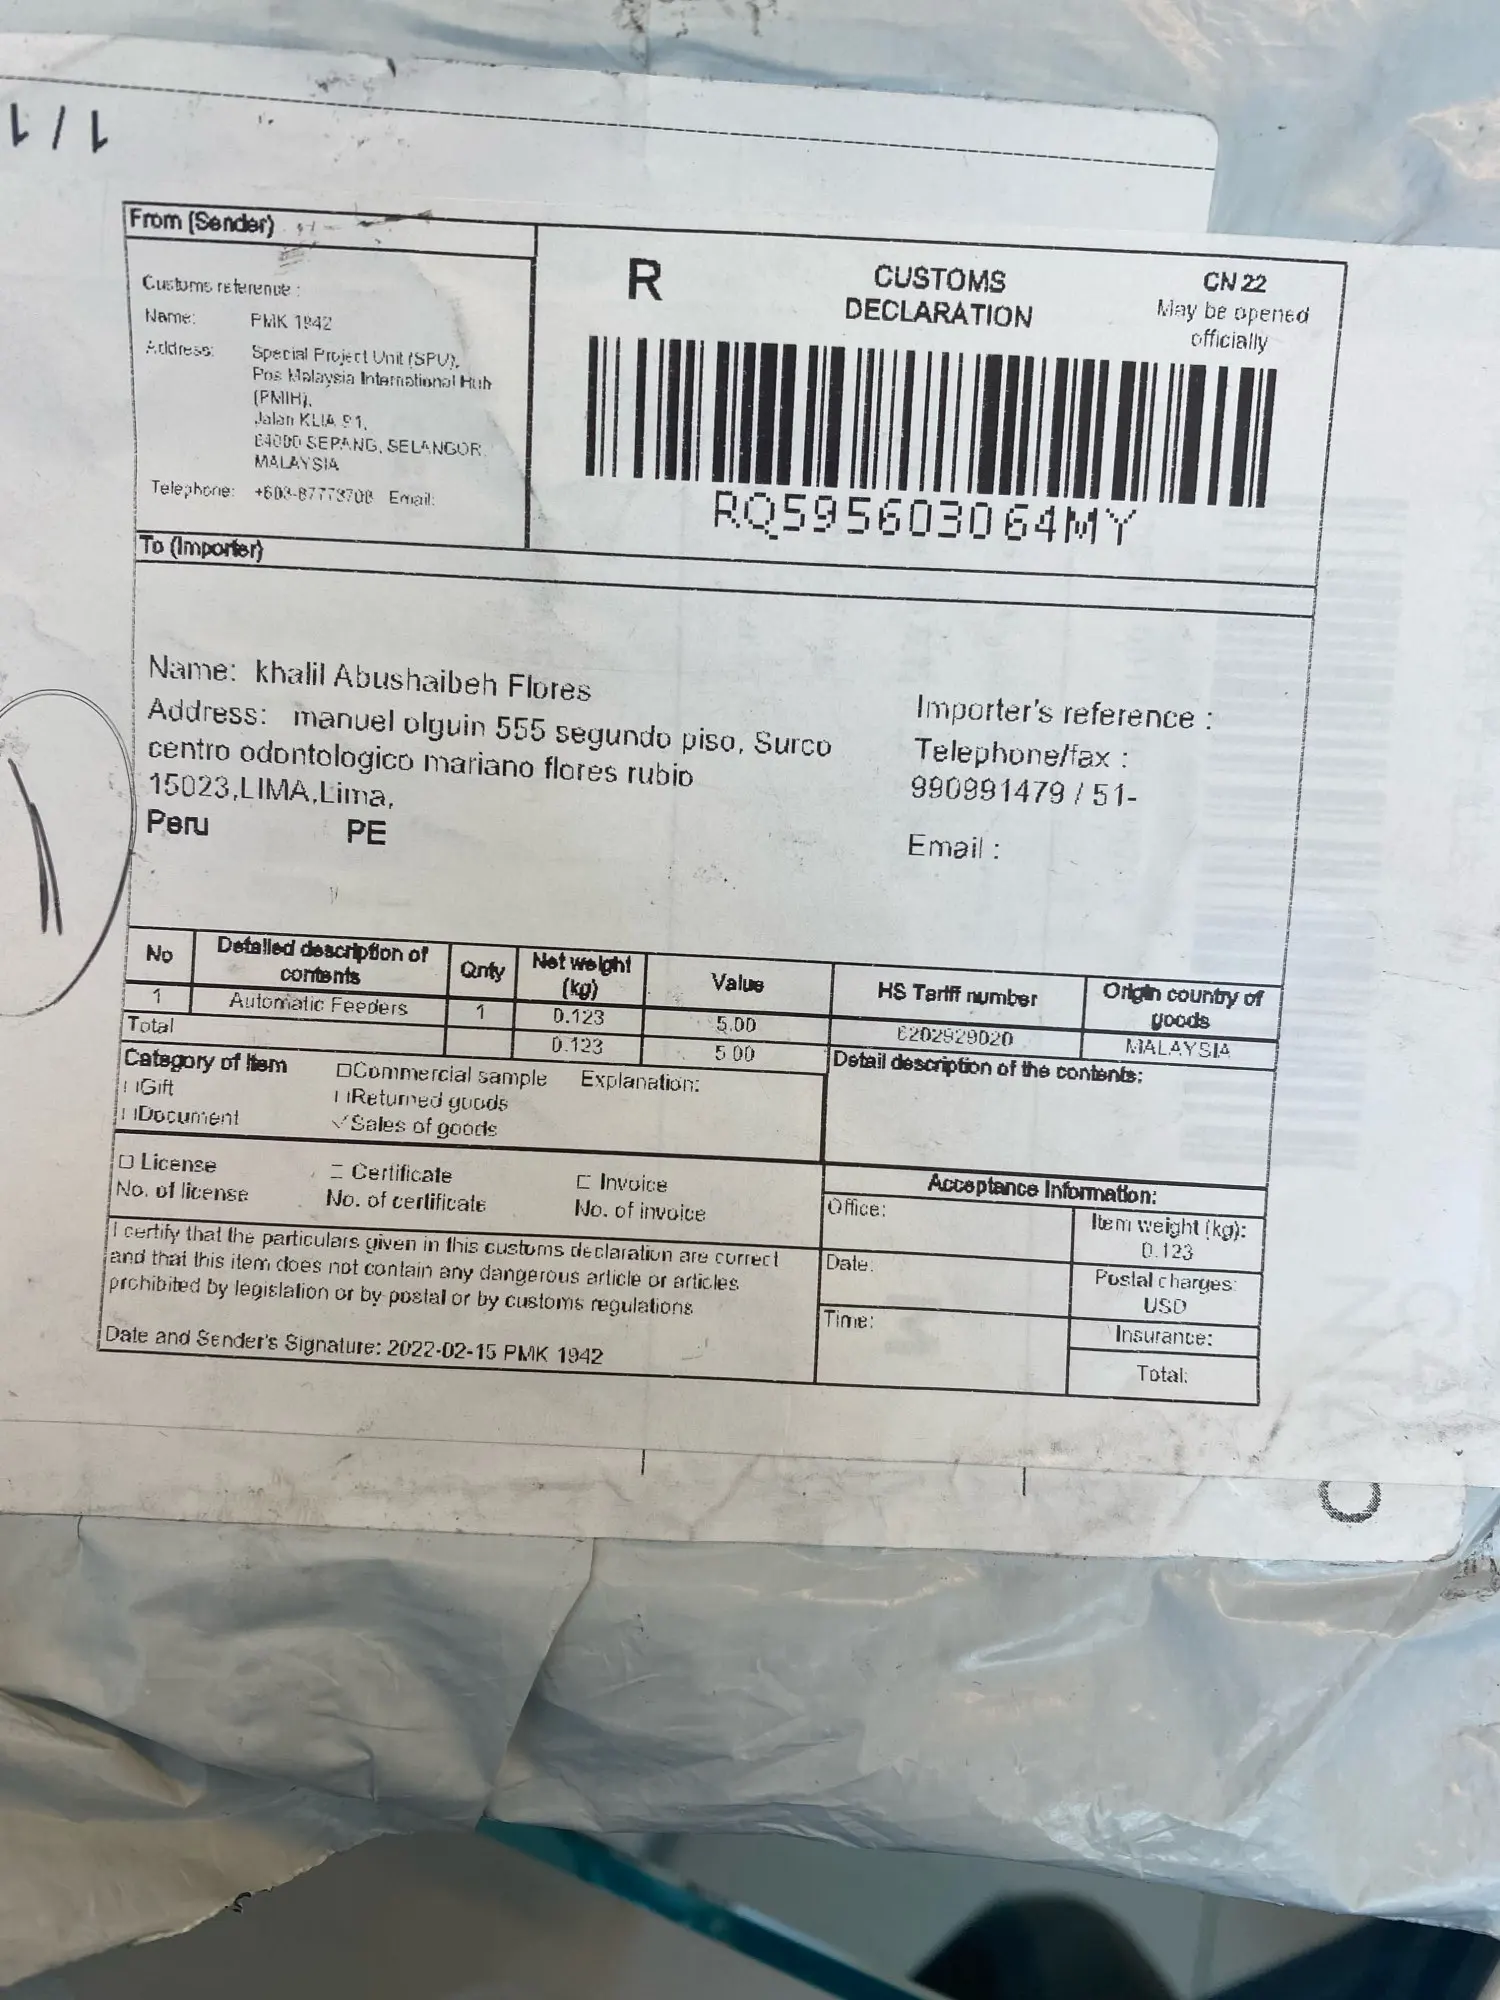 1/1
From (Sender)
Customs reference :
Name: PMK 1942
Address: Special Project Unit (SPU),
Pos Malaysia International Hub
(PMIH),
Jalan KLIA S1,
64000 SEPANG, SELANGOR.
MALAYSIA
Telephone: +603-87773708 Email:
R
CUSTOMS
DECLARATION
CN 22
May be opened
officially
RQ595603064MY
To (Importer)
Name: khalil Abushaibeh Flores
Address: manuel olguin 555 segundo piso, Surco
centro odontologico mariano flores rubio
15023,LIMA,Lima,
Peru PE
Importer's reference :
Telephone/fax :
990991479 / 51-
Email :
No Detailed description of contents Qnty Net weight (kg) Value HS Tariff number Origin country of goods
1 Automatic Feeders 1 0.123 5.00 6202929020 MALAYSIA
Total 0.123 5.00
Category of Item
Gift
Document
Commercial sample
Returned goods
✓Sales of goods
Explanation:
Detail description of the contents:
License
No. of license
Certificate
No. of certificate
Invoice
No. of invoice
I certify that the particulars given in this customs declaration are correct
and that this item does not contain any dangerous article or articles
prohibited by legislation or by postal or by customs regulations
Date and Sender's Signature: 2022-02-15 PMK 1942
Acceptance Information:
Office:
Date:
Time:
Item weight (kg):
0.123
Postal charges:
USD
Insurance:
Total: